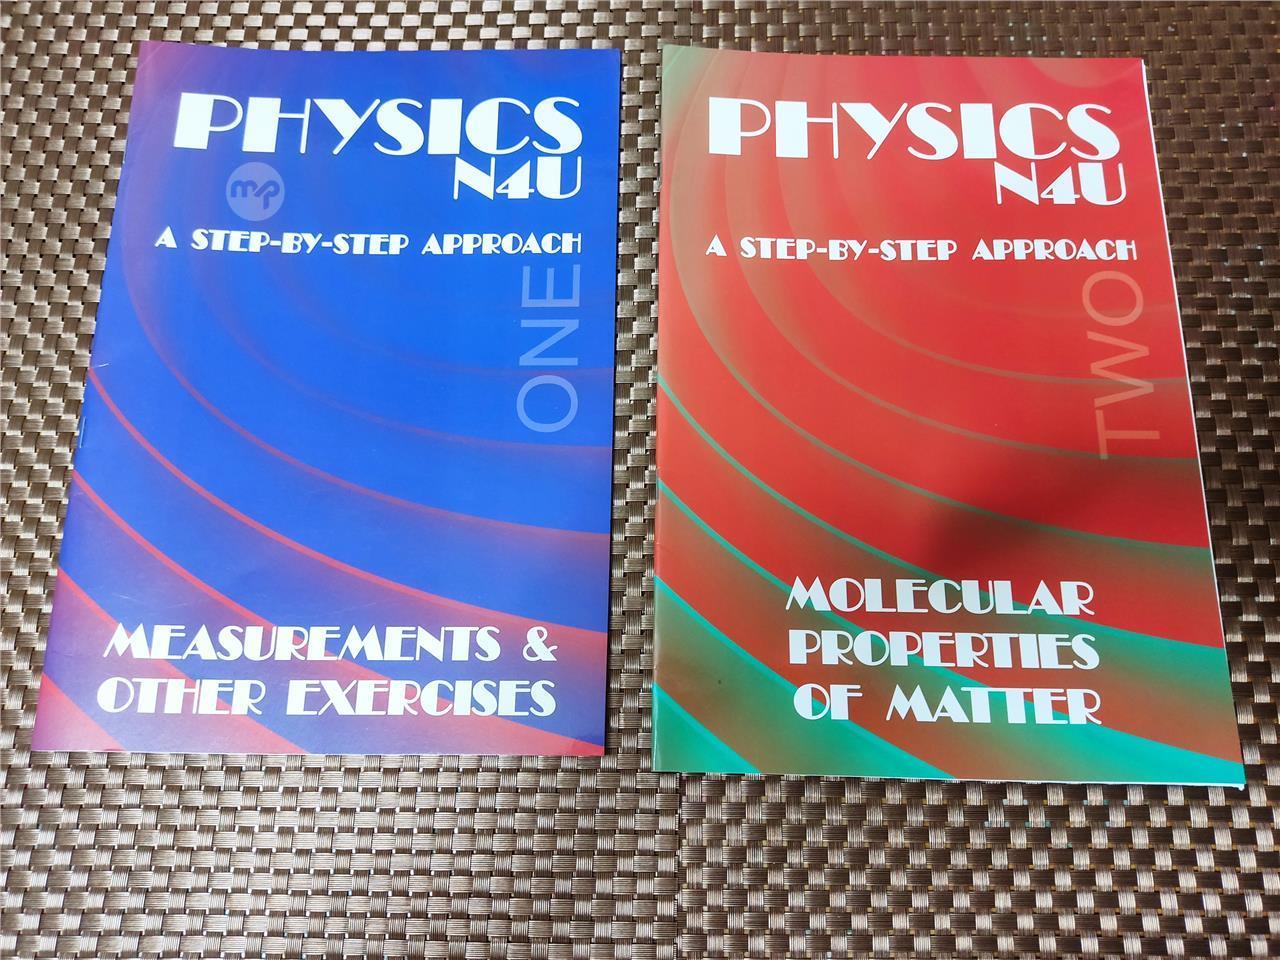 PHYSICS
N4U
mp
A STEP-BY-STEP APPROACH
ONE
MEASUREMENTS &
OTHER EXERCISES
PHYSICS
N4U
A STEP-BY-STEP APPROACH
TWO
MOLECULAR
PROPERTIES
OF MATTER